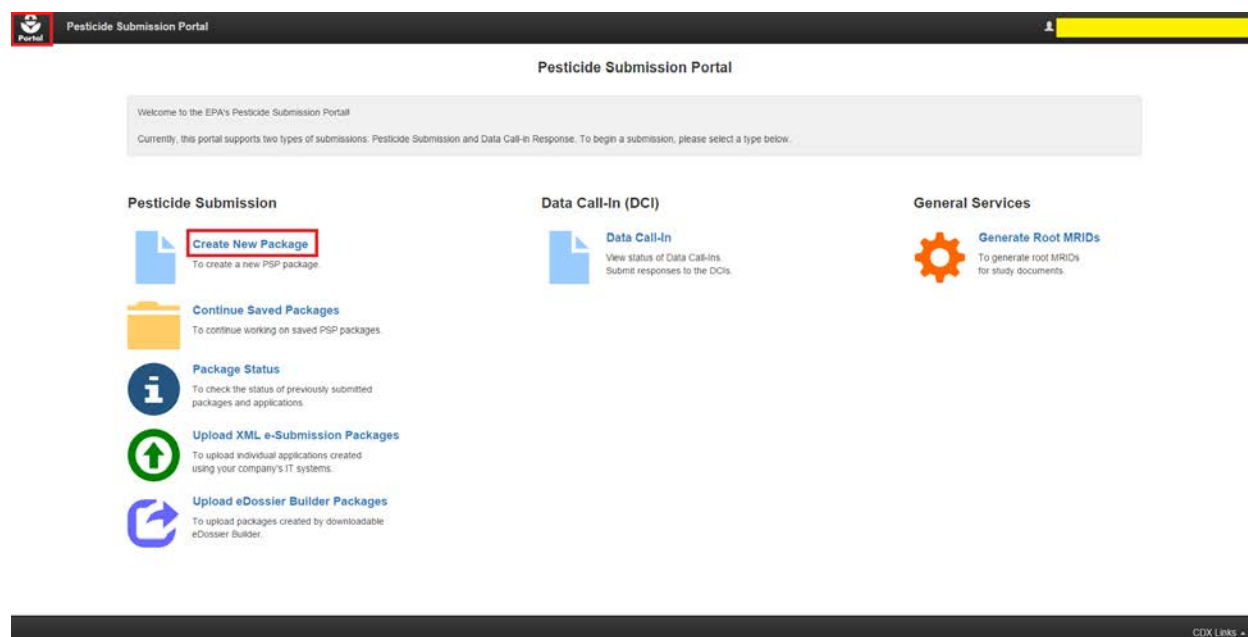 Portal
Pesticide Submission Portal
Pesticide Submission Portal
Welcome to the EPA's Pesticide Submission Portal!
Currently, this portal supports two types of submissions: Pesticide Submission and Data Call-In Response. To begin a submission, please select a type below.
Pesticide Submission
Create New Package
To create a new PSP package.
Continue Saved Packages
To continue working on saved PSP packages.
Package Status
To check the status of previously submitted
packages and applications.
Upload XML e-Submission Packages
To upload individual applications created
using your company's IT systems.
Upload eDossier Builder Packages
To upload packages created by downloadable
eDossier Builder.
Data Call-In (DCI)
Data Call-In
View status of Data Call-Ins.
Submit responses to the DCIs.
General Services
Generate Root MRIDs
To generate root MRIDs
for study documents.
CDX Links